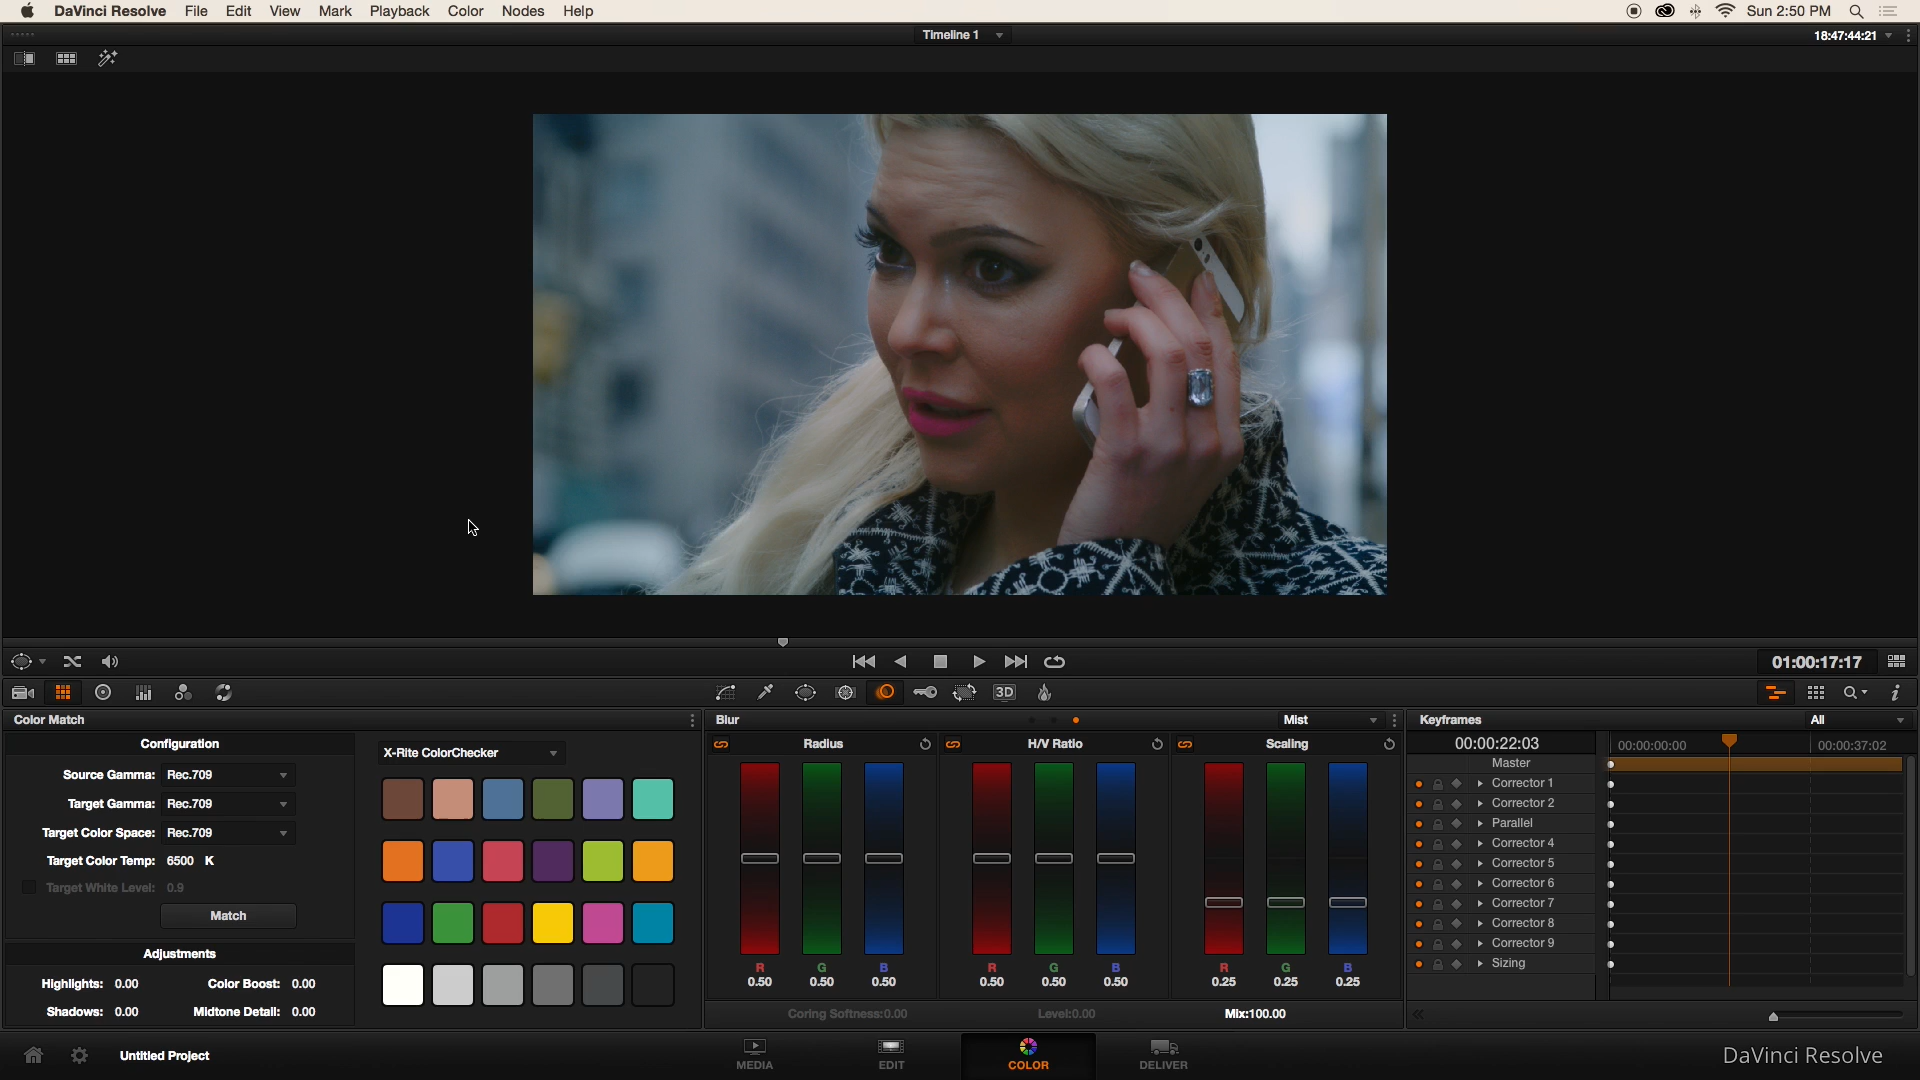 DaVinci Resolve File Edit View Mark Playback Color Nodes Help Sun 2:50 PM
Timeline 1 18:47:44:21
01:00:17:17
3D
Color Match Blur Mist Keyframes All
Configuration X-Rite ColorChecker Radius H/V Ratio Scaling 00:00:22:03 00:00:00:00 00:00:37:02
Master
Source Gamma: Rec.709 Corrector 1
Target Gamma: Rec.709 Corrector 2
Parallel
Target Color Space: Rec.709 Corrector 4
Target Color Temp: 6500 K Corrector 5
Target White Level: 0.9 Corrector 6
Corrector 7
Match Corrector 8
Corrector 9
Adjustments Sizing
R G B R G B R G B
Highlights: 0.00 Color Boost: 0.00 0.50 0.50 0.50 0.50 0.50 0.50 0.25 0.25 0.25
Shadows: 0.00 Midtone Detail: 0.00 Coring Softness:0.00 Level:0.00 Mix:100.00
Untitled Project MEDIA EDIT COLOR DELIVER DaVinci Resolve